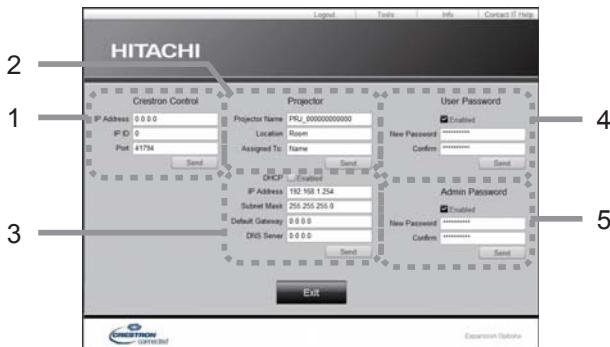 Logout Tools Info Contact IT Help
HITACHI
2
1
Crestron Control
IP Address 0.0.0.0
IP ID 0
Port 41794
Send
Projector
Projector Name PRJ_000000000000
Location Room
Assigned To: Name
Send
3
DHCP Enabled
IP Address 192.168.1.254
Subnet Mask 255.255.255.0
Default Gateway 0.0.0.0
DNS Server 0.0.0.0
Send
User Password
Enabled
New Password **********
Confirm **********
Send
4
Admin Password
Enabled
New Password **********
Confirm **********
Send
5
Exit
CRESTRON connected
Expansion Options